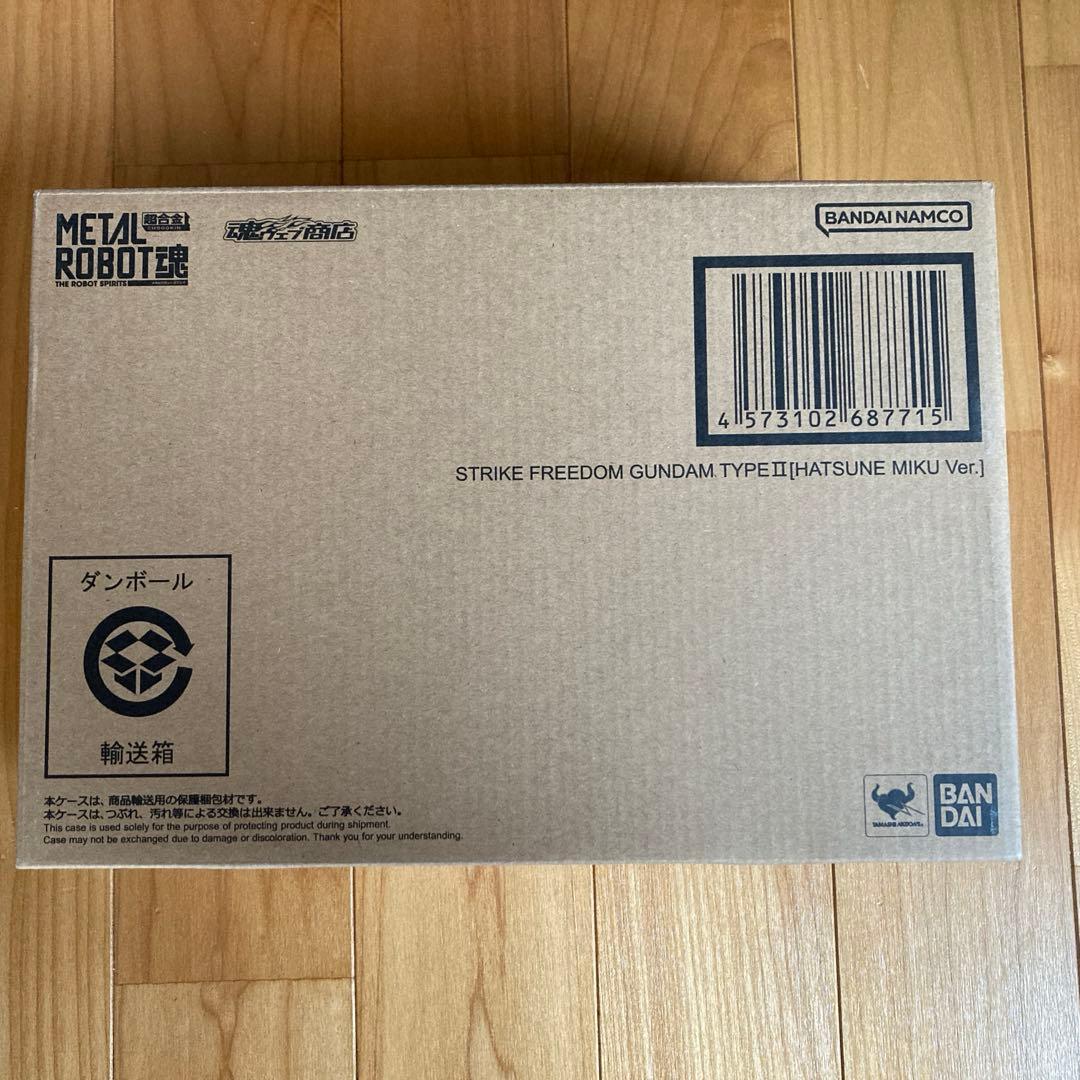 METAL 超合金
CHOGOKIN
ROBOT魂
THE ROBOT SPIRITS
魂ウェブ商店
BANDAI NAMCO
4 573102 687715
STRIKE FREEDOM GUNDAM TYPEⅡ[HATSUNE MIKU Ver.]
ダンボール
輸送箱
本ケースは、商品輸送用の保護梱包材です。
本ケースは、つぶれ、汚れ等による交換は出来ません。ご了承ください。
This case is used solely for the purpose of protecting product during shipment.
Case may not be exchanged due to damage or discoloration. Thank you for your understanding.
TAMASHII NATIONS
BAN
DAI